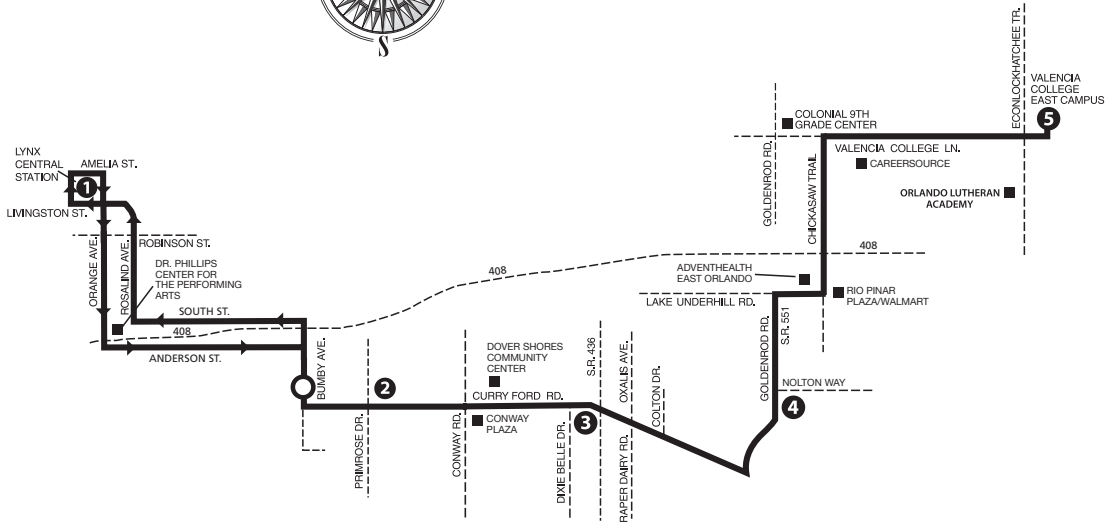 S
ECONLOCKHATCHEE TR.
VALENCIA
COLLEGE
EAST CAMPUS
5
COLONIAL 9TH
GRADE CENTER
GOLDENROD RD.
VALENCIA COLLEGE LN.
CAREERSOURCE
ORLANDO LUTHERAN
ACADEMY
CHICKASAW TRAIL
LYNX
CENTRAL
STATION
AMELIA ST.
1
LIVINGSTON ST.
ORANGE AVE.
ROSALIND AVE.
ROBINSON ST.
DR. PHILLIPS
CENTER FOR
THE PERFORMING
ARTS
SOUTH ST.
408
ANDERSON ST.
408
408
ADVENTHEALTH
EAST ORLANDO
LAKE UNDERHILL RD.
RIO PINAR
PLAZA/WALMART
GOLDENROD RD.
S.R. 551
NOLTON WAY
4
BUMBY AVE.
2
PRIMROSE DR.
CONWAY RD.
DOVER SHORES
COMMUNITY
CENTER
CURRY FORD RD.
CONWAY
PLAZA
DIXIE BELLE DR.
3
S.R. 436
OXALIS AVE.
RAPER DAIRY RD.
COLTON DR.